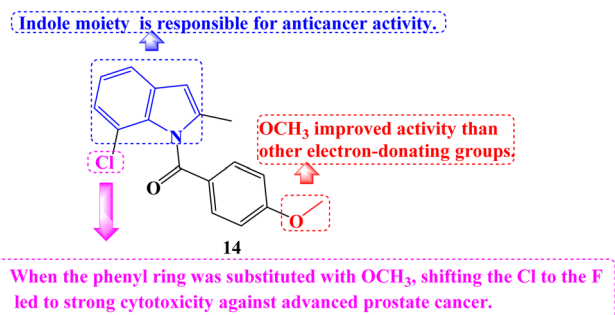 Indole moiety is responsible for anticancer activity.
N
Cl
O
OCH3 improved activity than
other electron-donating groups.
O
14
When the phenyl ring was substituted with OCH3, shifting the Cl to the F
led to strong cytotoxicity against advanced prostate cancer.